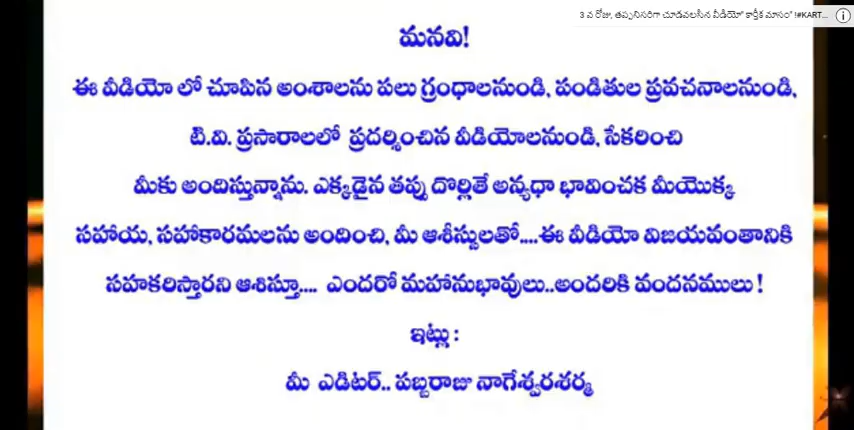 3 వ రోజు, తప్పనిసరిగా చూడవలసిన వీడియో" కార్తీక మాసం" !#KART...
మనవి!
ఈ వీడియో లో చూపిన అంశాలను పలు గ్రంధాలనుండి, పండితుల ప్రవచనాలనుండి,
టి.వి. ప్రసారాలలో ప్రదర్శించిన వీడియోలనుండి, సేకరించి
మీకు అందిస్తున్నాను. ఎక్కడైన తప్పు దొర్లితే అన్యధా భావించక మీయొక్క
సహాయ, సహాకారములను అందించి, మీ ఆశీస్సులతో....ఈ వీడియో విజయవంతానికి
సహకరిస్తారని ఆశిస్తూ.... ఎందరో మహానుభావులు..అందరికి వందనములు !
ఇట్లు :
మీ ఎడిటర్.. పబ్బరాజు నాగేశ్వరశర్మ